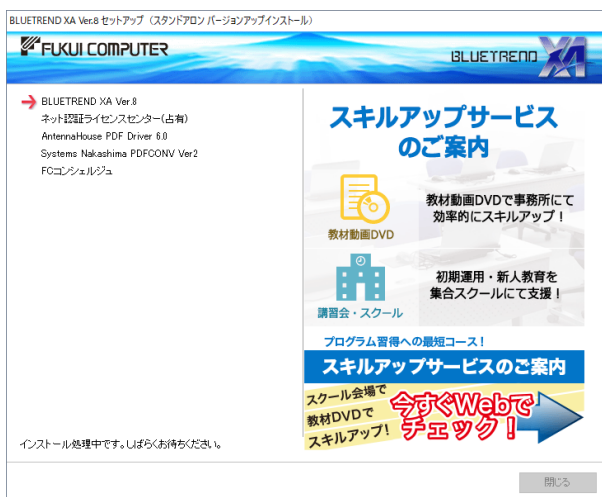 BLUETREND XA Ver.8 セットアップ （スタンドアロン バージョンアップインストール）
FUKUI COMPUTER
BLUETREND XA
BLUETREND XA Ver.8
ネット認証ライセンスセンター(占有)
AntennaHouse PDF Driver 6.0
Systems Nakashima PDFCONV Ver2
FCコンシェルジュ
スキルアップサービス
のご案内
教材動画DVD
教材動画DVDで事務所にて
効率的にスキルアップ！
講習会・スクール
初期運用・新人教育を
集合スクールにて支援！
プログラム習得への最短コース！
スキルアップサービスのご案内
スクール会場で
教材DVDで
スキルアップ！
今すぐWebで
チェック！
インストール処理中です。しばらくお待ちください。
閉じる